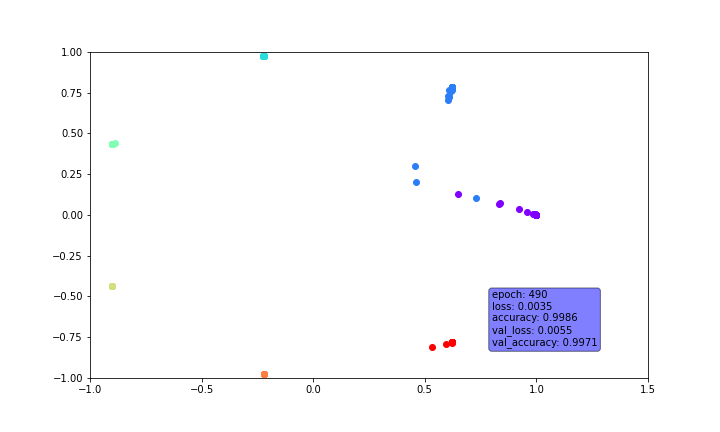 1.00
0.75
0.50
0.25
0.00
−0.25
−0.50
−0.75
−1.00
epoch: 490
loss: 0.0035
accuracy: 0.9986
val_loss: 0.0055
val_accuracy: 0.9971
−1.0 −0.5 0.0 0.5 1.0 1.5